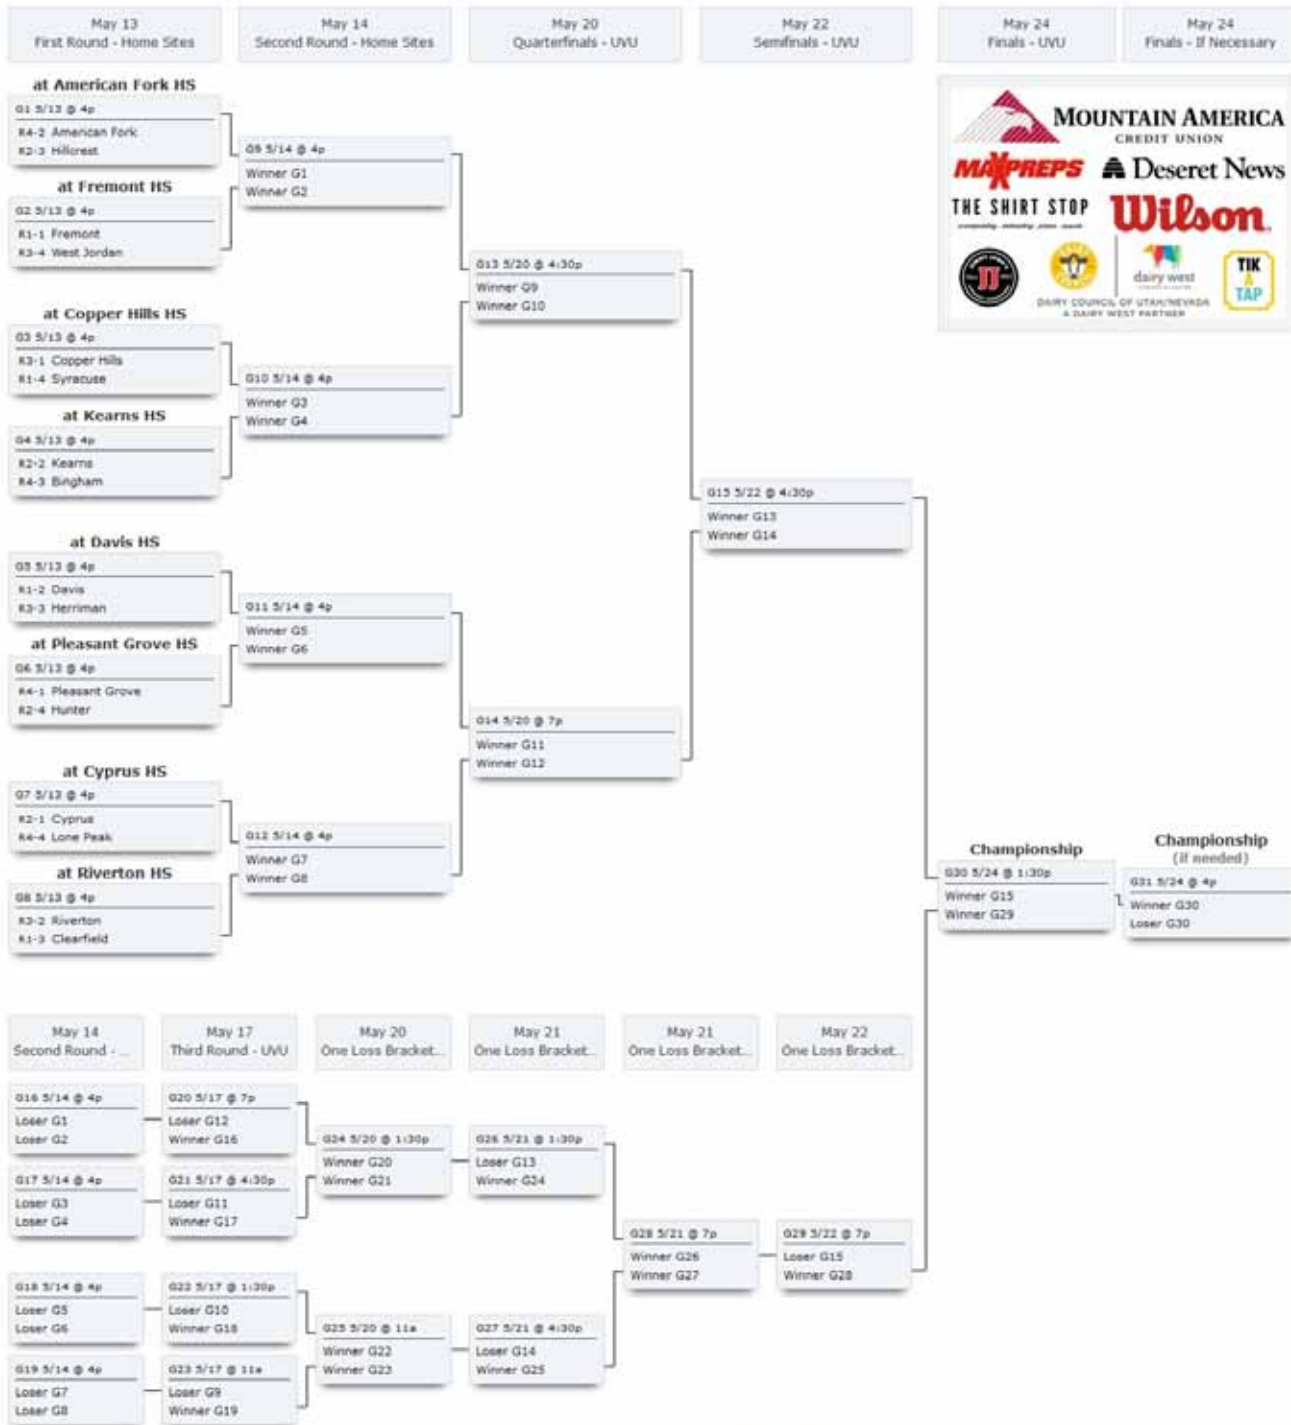 May 13
First Round - Home Sites
May 14
Second Round - Home Sites
May 20
Quarterfinals - UVU
May 22
Semifinals - UVU
May 24
Finals - UVU
May 24
Finals - If Necessary
at American Fork HS
G1 5/13 @ 4p
R4-2 American Fork
R2-3 Hillcrest
at Fremont HS
G2 5/13 @ 4p
R1-1 Fremont
R3-4 West Jordan
at Copper Hills HS
G3 5/13 @ 4p
R3-1 Copper Hills
R1-4 Syracuse
at Kearns HS
G4 5/13 @ 4p
R2-2 Kearns
R4-3 Bingham
at Davis HS
G5 5/13 @ 4p
R1-2 Davis
R3-3 Herriman
at Pleasant Grove HS
G6 5/13 @ 4p
R4-1 Pleasant Grove
R2-4 Hunter
at Cyprus HS
G7 5/13 @ 4p
R2-1 Cyprus
R4-4 Lone Peak
at Riverton HS
G8 5/13 @ 4p
R3-2 Riverton
R1-3 Clearfield
G9 5/14 @ 4p
Winner G1
Winner G2
G10 5/14 @ 4p
Winner G3
Winner G4
G11 5/14 @ 4p
Winner G5
Winner G6
G12 5/14 @ 4p
Winner G7
Winner G8
G13 5/20 @ 4:30p
Winner G9
Winner G10
G14 5/20 @ 7p
Winner G11
Winner G12
G15 5/22 @ 4:30p
Winner G13
Winner G14
MOUNTAIN AMERICA
CREDIT UNION
MAXPREPS
Deseret News
THE SHIRT STOP
Wilson
JJ
dairy west
TIK
A
TAP
DAIRY COUNCIL OF UTAH/NEVADA
A DAIRY WEST PARTNER
Championship
G30 5/24 @ 1:30p
Winner G15
Winner G29
Championship
(if needed)
G31 5/24 @ 4p
Winner G30
Loser G30
May 14
Second Round - ...
May 17
Third Round - UVU
May 20
One Loss Bracket...
May 21
One Loss Bracket...
May 21
One Loss Bracket...
May 22
One Loss Bracket...
G16 5/14 @ 4p
Loser G1
Loser G2
G17 5/14 @ 4p
Loser G3
Loser G4
G18 5/14 @ 4p
Loser G5
Loser G6
G19 5/14 @ 4p
Loser G7
Loser G8
G20 5/17 @ 7p
Loser G12
Winner G16
G21 5/17 @ 4:30p
Loser G11
Winner G17
G22 5/17 @ 1:30p
Loser G10
Winner G18
G23 5/17 @ 11a
Loser G9
Winner G19
G24 5/20 @ 1:30p
Winner G20
Winner G21
G25 5/20 @ 11a
Winner G22
Winner G23
G26 5/21 @ 1:30p
Loser G13
Winner G24
G27 5/21 @ 4:30p
Loser G14
Winner G25
G28 5/21 @ 7p
Winner G26
Winner G27
G29 5/22 @ 7p
Loser G15
Winner G28